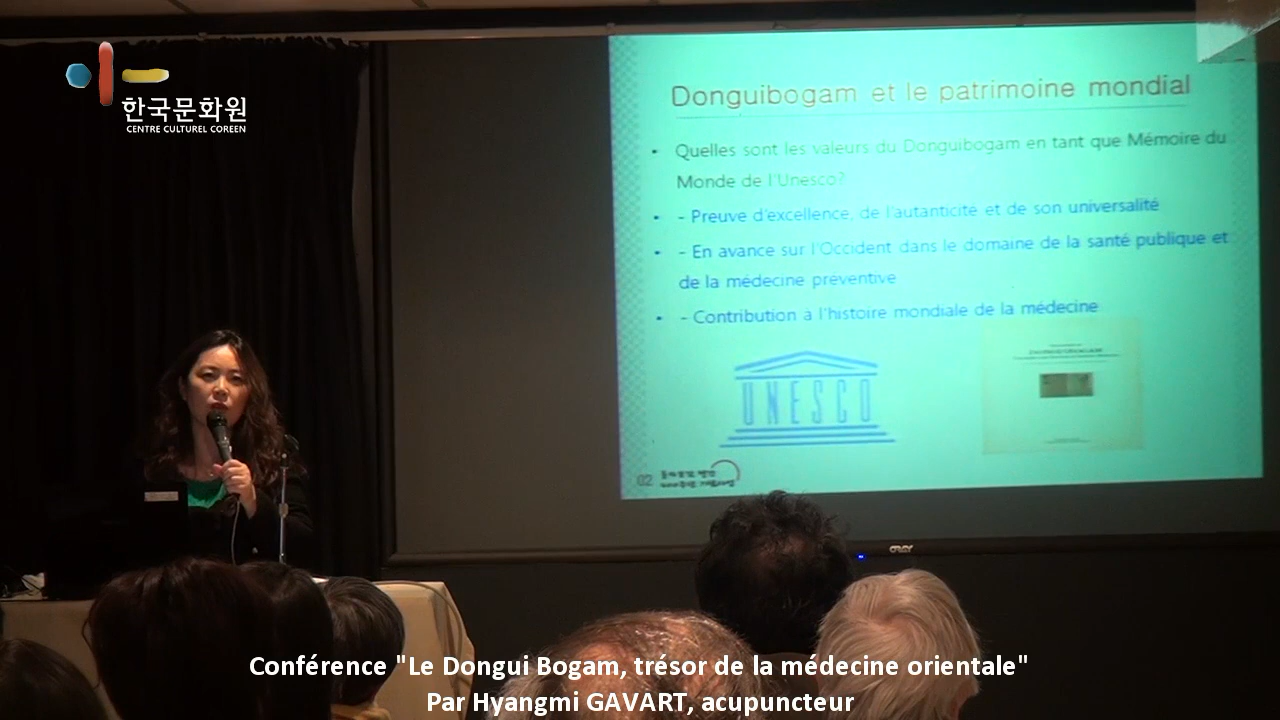 한국문화원
CENTRE CULTUREL COREEN
Donguibogam et le patrimoine mondial
• Quelles sont les valeurs du Donguibogam en tant que Mémoire du
Monde de l'Unesco?
• - Preuve d'excellence, de l'autanticité et de son universalité
• - En avance sur l'Occident dans le domaine de la santé publique et
de la médecine préventive
• - Contribution à l'histoire mondiale de la médecine
UNESCO
02
ORAY
Conférence "Le Dongui Bogam, trésor de la médecine orientale"
Par Hyangmi GAVART, acupuncteur